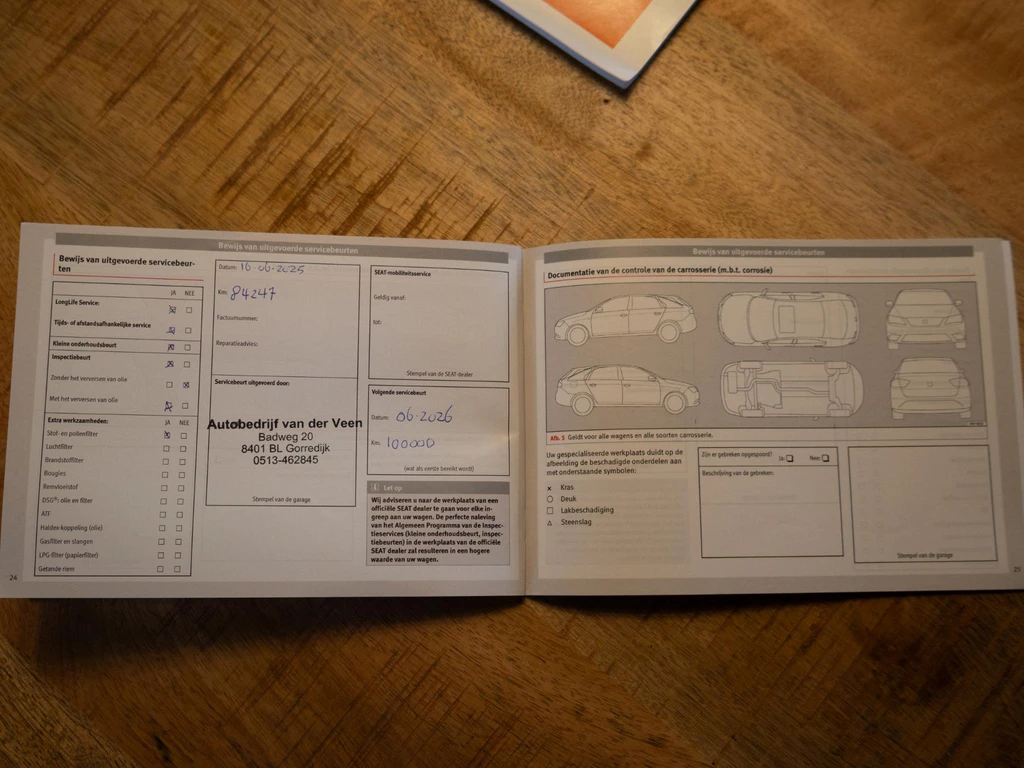 Bewijs van uitgevoerde servicebeurten
Bewijs van uitgevoerde servicebeur-
ten
JA NEE
LongLife Service:
Tijds- of afstandsafhankelijke service
Kleine onderhoudsbeurt
Inspectiebeurt
Zonder het verversen van olie
Met het verversen van olie
Extra werkzaamheden: JA NEE
Stof- en pollenfilter
Luchtfilter
Brandstoffilter
Bougies
Remvloeistof
DSG®: olie en filter
ATF
Haldex-koppeling (olie)
Gasfilter en slangen
LPG-filter (papierfilter)
Getande riem
24
Datum: 16-06-2025
Km: 84247
Factuurnummer:
Reparatieadvies:
Servicebeurt uitgevoerd door:
Autobedrijf van der Veen
Badweg 20
8401 BL Gorredijk
0513-462845
Stempel van de garage
SEAT-mobiliteitsservice
Geldig vanaf:
tot:
Stempel van de SEAT-dealer
Volgende servicebeurt
Datum: 06-2026
Km: 100000
(wat als eerste bereikt wordt)
Let op
Wij adviseren u naar de werkplaats van een
officiële SEAT dealer te gaan voor elke in-
greep aan uw wagen. De perfecte naleving
van het Algemeen Programma van de Inspec-
tieservices (kleine onderhoudsbeurt, inspec-
tiebeurten) in de werkplaats van de officiële
SEAT dealer zal resulteren in een hogere
waarde van uw wagen.
Bewijs van uitgevoerde servicebeurten
Documentatie van de controle van de carrosserie (m.b.t. corrosie)
Afb. 5 Geldt voor alle wagens en alle soorten carrosserie.
Uw gespecialiseerde werkplaats duidt op de
afbeelding de beschadigde onderdelen aan
met onderstaande symbolen:
Kras
Deuk
Lakbeschadiging
Steenslag
Zijn er gebreken opgespoord? Ja: Nee:
Beschrijving van de gebreken:
Stempel van de garage
25